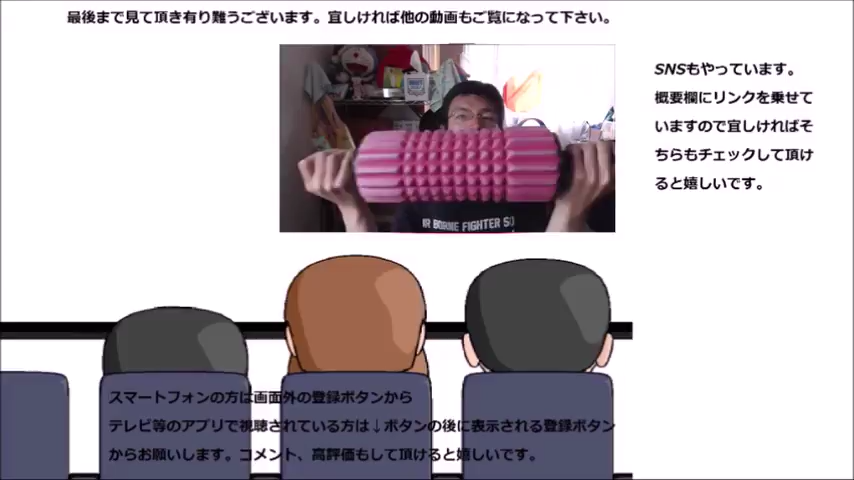 最後まで見て頂き有り難うございます。宜しければ他の動画もご覧になって下さい。
SNSもやっています。
概要欄にリンクを乗せて
いますので宜しければそ
ちらもチェックして頂け
ると嬉しいです。
IR BORNE FIGHTER SQ
スマートフォンの方は画面外の登録ボタンから
テレビ等のアプリで視聴されている方は↓ボタンの後に表示される登録ボタン
からお願いします。コメント、高評価もして頂けると嬉しいです。